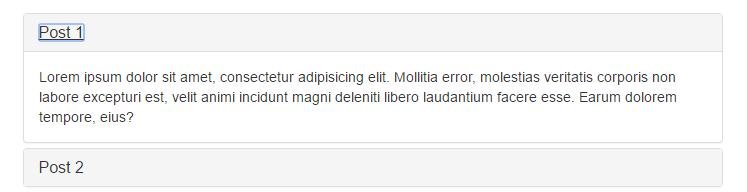 Post 1
Lorem ipsum dolor sit amet, consectetur adipisicing elit. Mollitia error, molestias veritatis corporis non
labore excepturi est, velit animi incidunt magni deleniti libero laudantium facere esse. Earum dolorem
tempore, eius?
Post 2